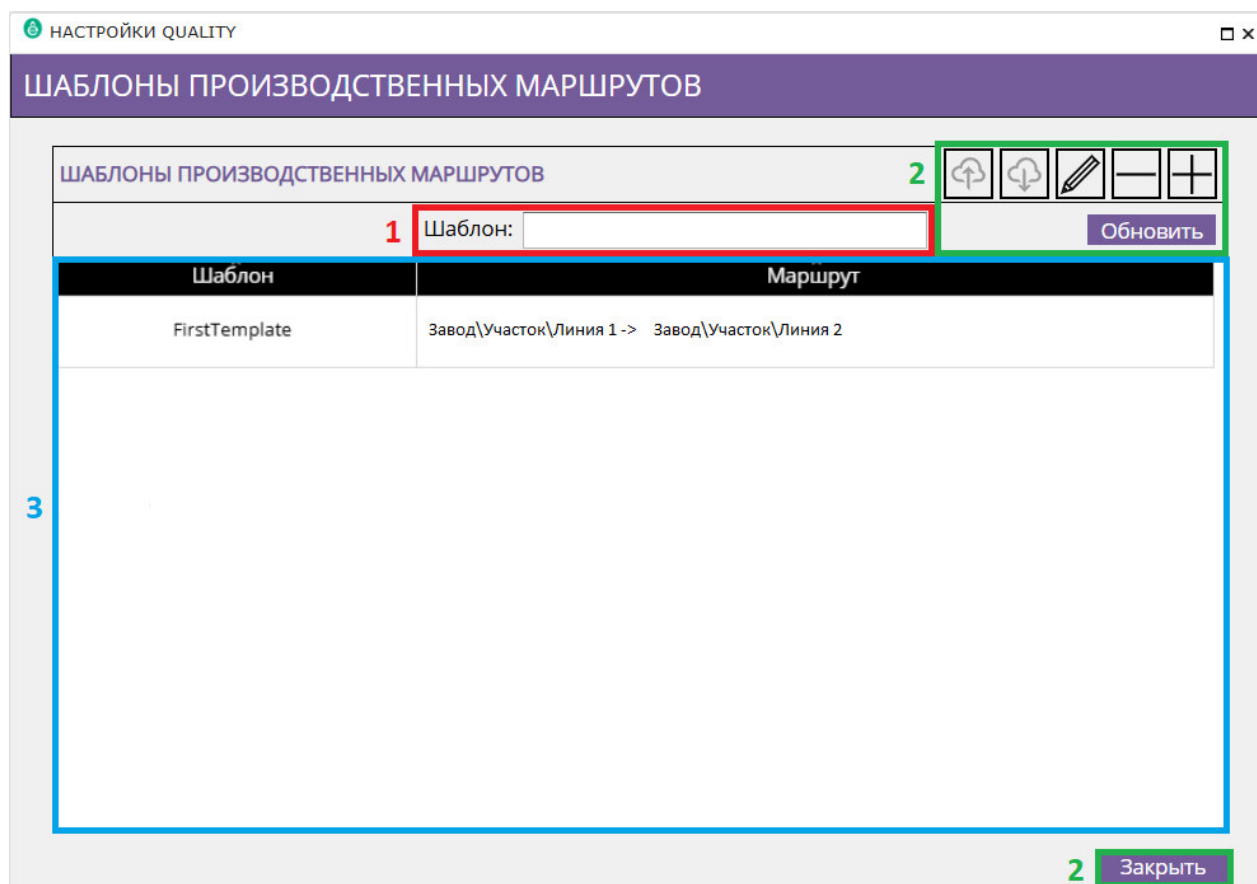 НАСТРОЙКИ QUALITY
ШАБЛОНЫ ПРОИЗВОДСТВЕННЫХ МАРШРУТОВ
ШАБЛОНЫ ПРОИЗВОДСТВЕННЫХ МАРШРУТОВ 2
1 Шаблон: Обновить
Шаблон Маршрут
FirstTemplate Завод\Участок\Линия 1 -> Завод\Участок\Линия 2
3
2 Закрыть